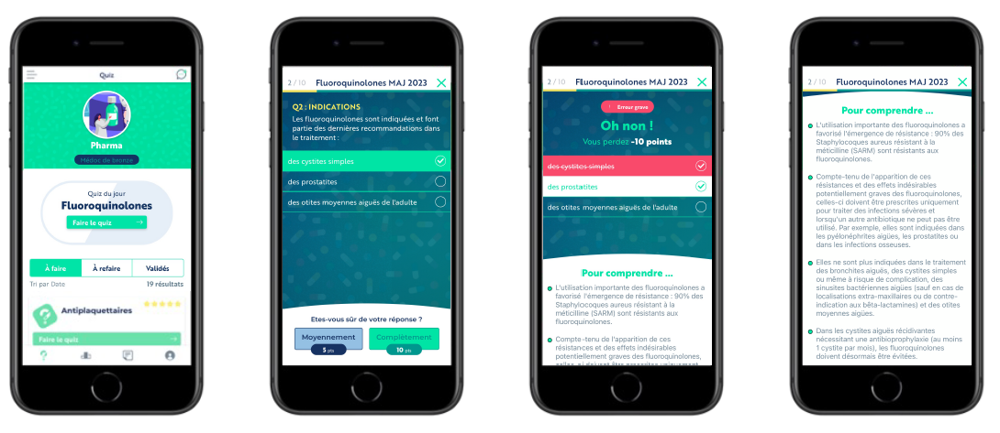 Quiz
Pharma
Médoc de bronze
Quiz du jour
Fluoroquinolones
Faire le quiz →
À faire
À refaire
Validés
Tri par Date
19 résultats
Antiplaquettaires
Faire le quiz →
2 / 10
Fluoroquinolones MAJ 2023
Q2 : INDICATIONS
Les fluoroquinolones sont indiquées et font
partie des dernières recommandations dans
le traitement :
des cystites simples
des prostatites
des otites moyennes aiguës de l'adulte
Etes-vous sûr de votre réponse ?
Moyennement
5 pts
Complètement
10 pts
2 / 10
Fluoroquinolones MAJ 2023
! Erreur grave
Oh non !
Vous perdez -10 points
des cystites simples
des prostatites
des otites moyennes aiguës de l'adulte
Pour comprendre ...
L'utilisation importante des fluoroquinolones a
favorisé l'émergence de résistance : 90% des
Staphylocoques aureus résistant à la
méticilline (SARM) sont résistants aux
fluoroquinolones.
Compte-tenu de l'apparition de ces
résistances et des effets indésirables
potentiellement graves des fluoroquinolones,
celles-ci doivent être prescrites uniquement
2 / 10
Fluoroquinolones MAJ 2023
Pour comprendre ...
L'utilisation importante des fluoroquinolones a
favorisé l'émergence de résistance : 90% des
Staphylocoques aureus résistant à la
méticilline (SARM) sont résistants aux
fluoroquinolones.
Compte-tenu de l'apparition de ces
résistances et des effets indésirables
potentiellement graves des fluoroquinolones,
celles-ci doivent être prescrites uniquement
pour traiter des infections sévères et
lorsqu'un autre antibiotique ne peut pas être
utilisé. Par exemple, elles sont indiquées dans
les pyélonéphrites aigües, les prostatites ou
dans les infections osseuses.
Elles ne sont plus indiquées dans le traitement
des bronchites aiguës, des cystites simples
ou même à risque de complication, des
sinusites bactériennes aigües (sauf en cas de
localisations extra-maxillaires ou de contre-
indication aux bêta-lactamines) et des otites
moyennes aigües.
Dans les cystites aiguës récidivantes
nécessitant une antibioprophylaxie (au moins
1 cystite par mois), les fluoroquinolones
doivent désormais être évitées.